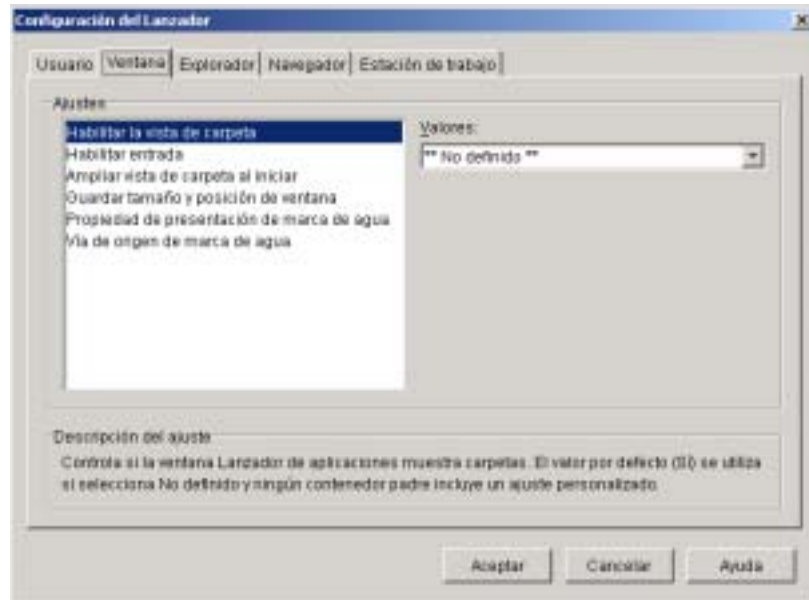 Configuración del Lanzador
Usuario Ventana Explorador Navegador Estación de trabajo
Ajustes
Habilitar la vista de carpeta
Habilitar entrada
Ampliar vista de carpeta al iniciar
Guardar tamaño y posición de ventana
Propiedad de presentación de marca de agua
Vía de origen de marca de agua
Valores:
** No definido **
Descripción del ajuste
Controla si la ventana Lanzador de aplicaciones muestra carpetas. El valor por defecto (Sí) se utiliza
si selecciona No definido y ningún contenedor padre incluye un ajuste personalizado.
Aceptar Cancelar Ayuda